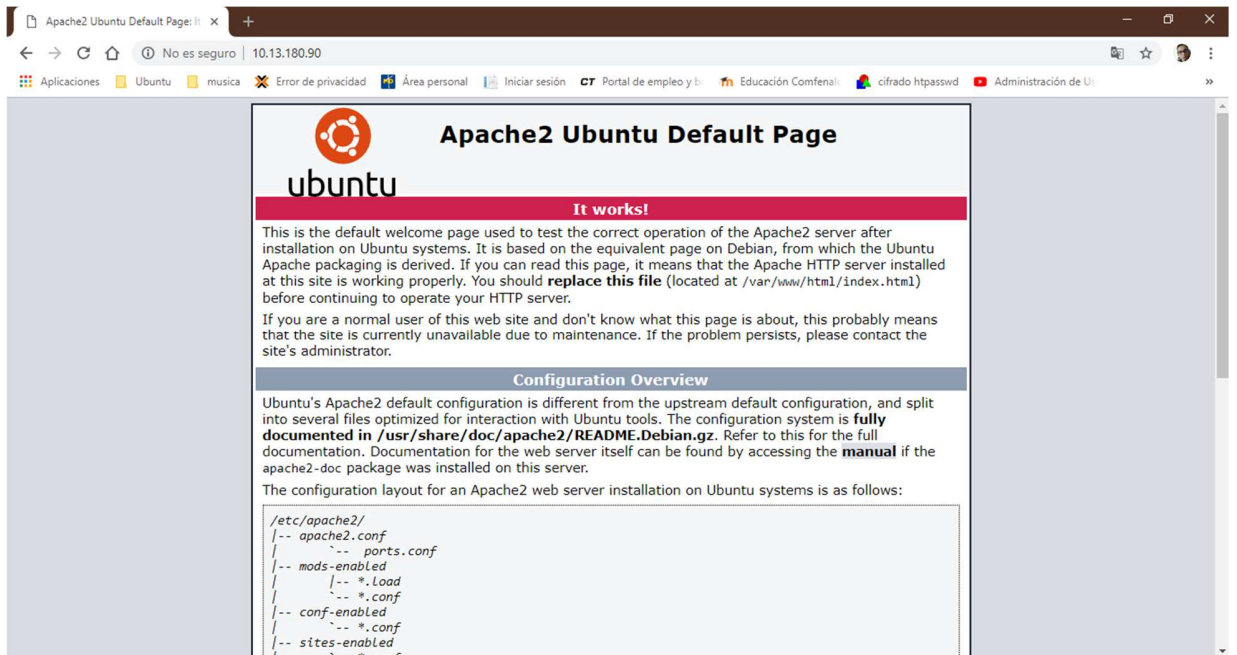 Apache2 Ubuntu Default Page: It
No es seguro | 10.13.180.90
Aplicaciones Ubuntu musica Error de privacidad Área personal Iniciar sesión CT Portal de empleo y b Educación Comfenalc cifrado htpasswd Administración de Us »
ubuntu
Apache2 Ubuntu Default Page
It works!
This is the default welcome page used to test the correct operation of the Apache2 server after
installation on Ubuntu systems. It is based on the equivalent page on Debian, from which the Ubuntu
Apache packaging is derived. If you can read this page, it means that the Apache HTTP server installed
at this site is working properly. You should replace this file (located at /var/www/html/index.html)
before continuing to operate your HTTP server.
If you are a normal user of this web site and don't know what this page is about, this probably means
that the site is currently unavailable due to maintenance. If the problem persists, please contact the
site's administrator.
Configuration Overview
Ubuntu's Apache2 default configuration is different from the upstream default configuration, and split
into several files optimized for interaction with Ubuntu tools. The configuration system is fully
documented in /usr/share/doc/apache2/README.Debian.gz. Refer to this for the full
documentation. Documentation for the web server itself can be found by accessing the manual if the
apache2-doc package was installed on this server.
The configuration layout for an Apache2 web server installation on Ubuntu systems is as follows:
/etc/apache2/
|-- apache2.conf
|       `-- ports.conf
|-- mods-enabled
|       |-- *.load
|       `-- *.conf
|-- conf-enabled
|       `-- *.conf
|-- sites-enabled